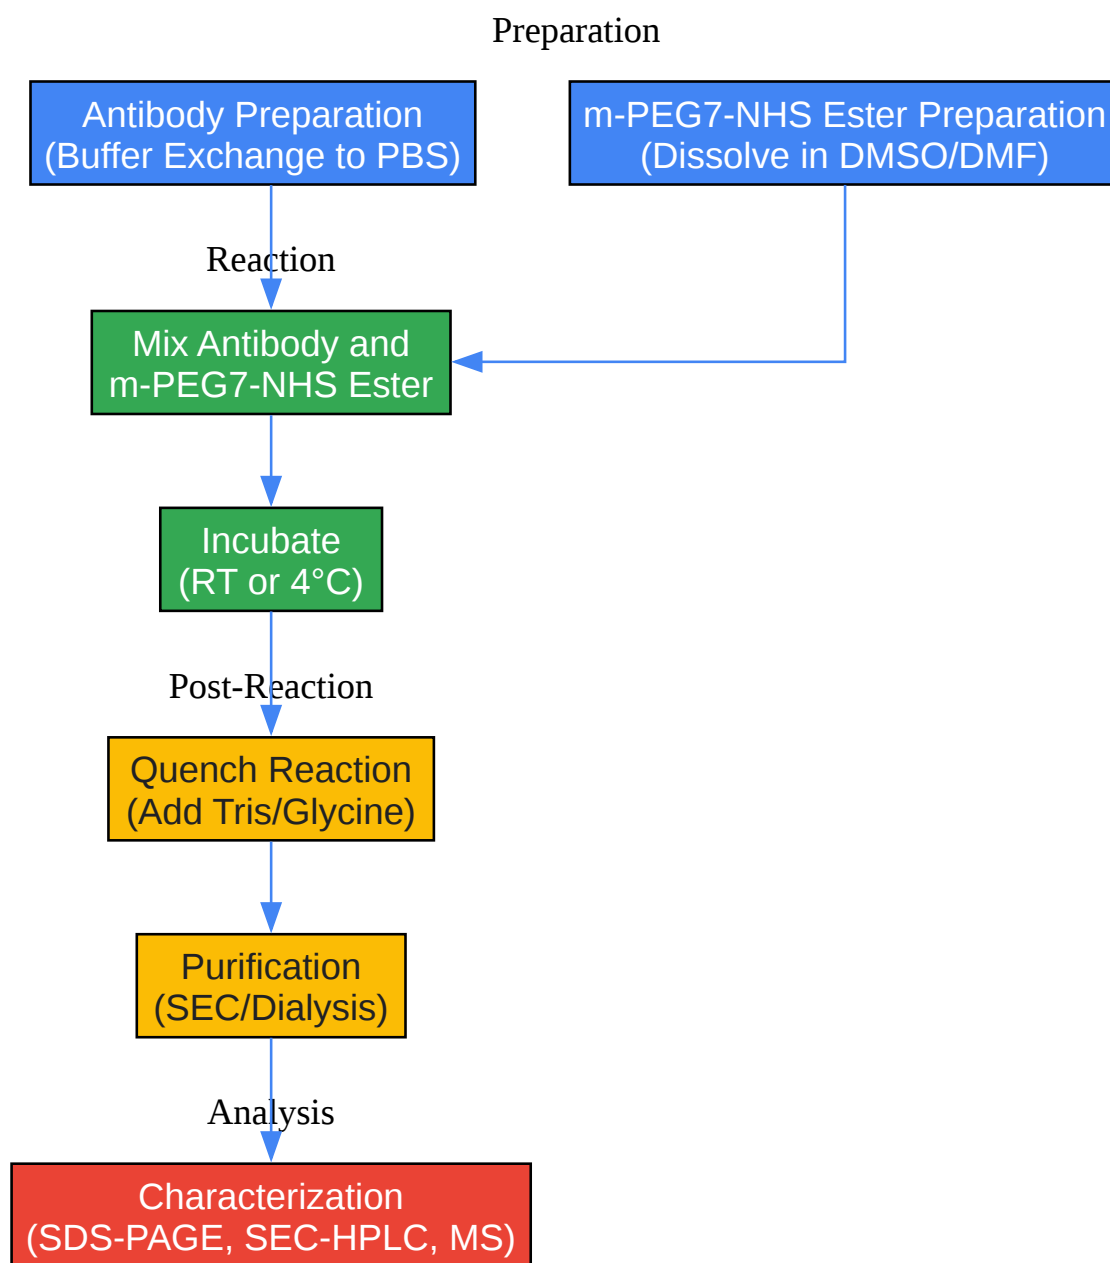 Preparation
Antibody Preparation
(Buffer Exchange to PBS)
m-PEG7-NHS Ester Preparation
(Dissolve in DMSO/DMF)
Reaction
Mix Antibody and
m-PEG7-NHS Ester
Incubate
(RT or 4°C)
Post-Reaction
Quench Reaction
(Add Tris/Glycine)
Purification
(SEC/Dialysis)
Analysis
Characterization
(SDS-PAGE, SEC-HPLC, MS)